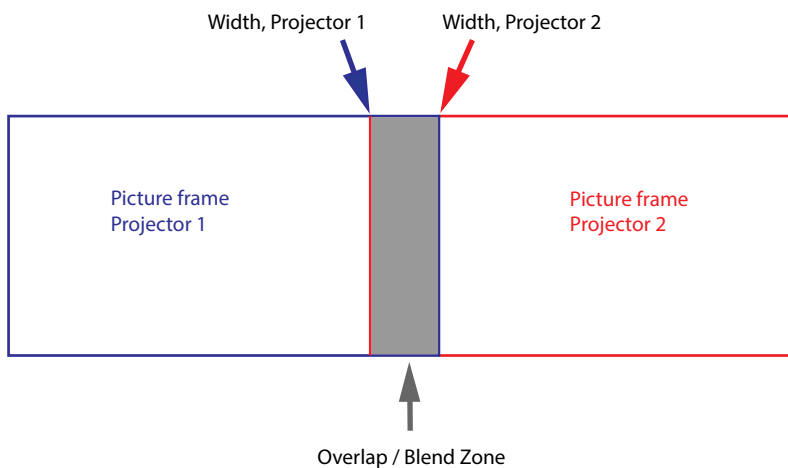 Width, Projector 1
Width, Projector 2
Picture frame
Projector 1
Picture frame
Projector 2
Overlap / Blend Zone